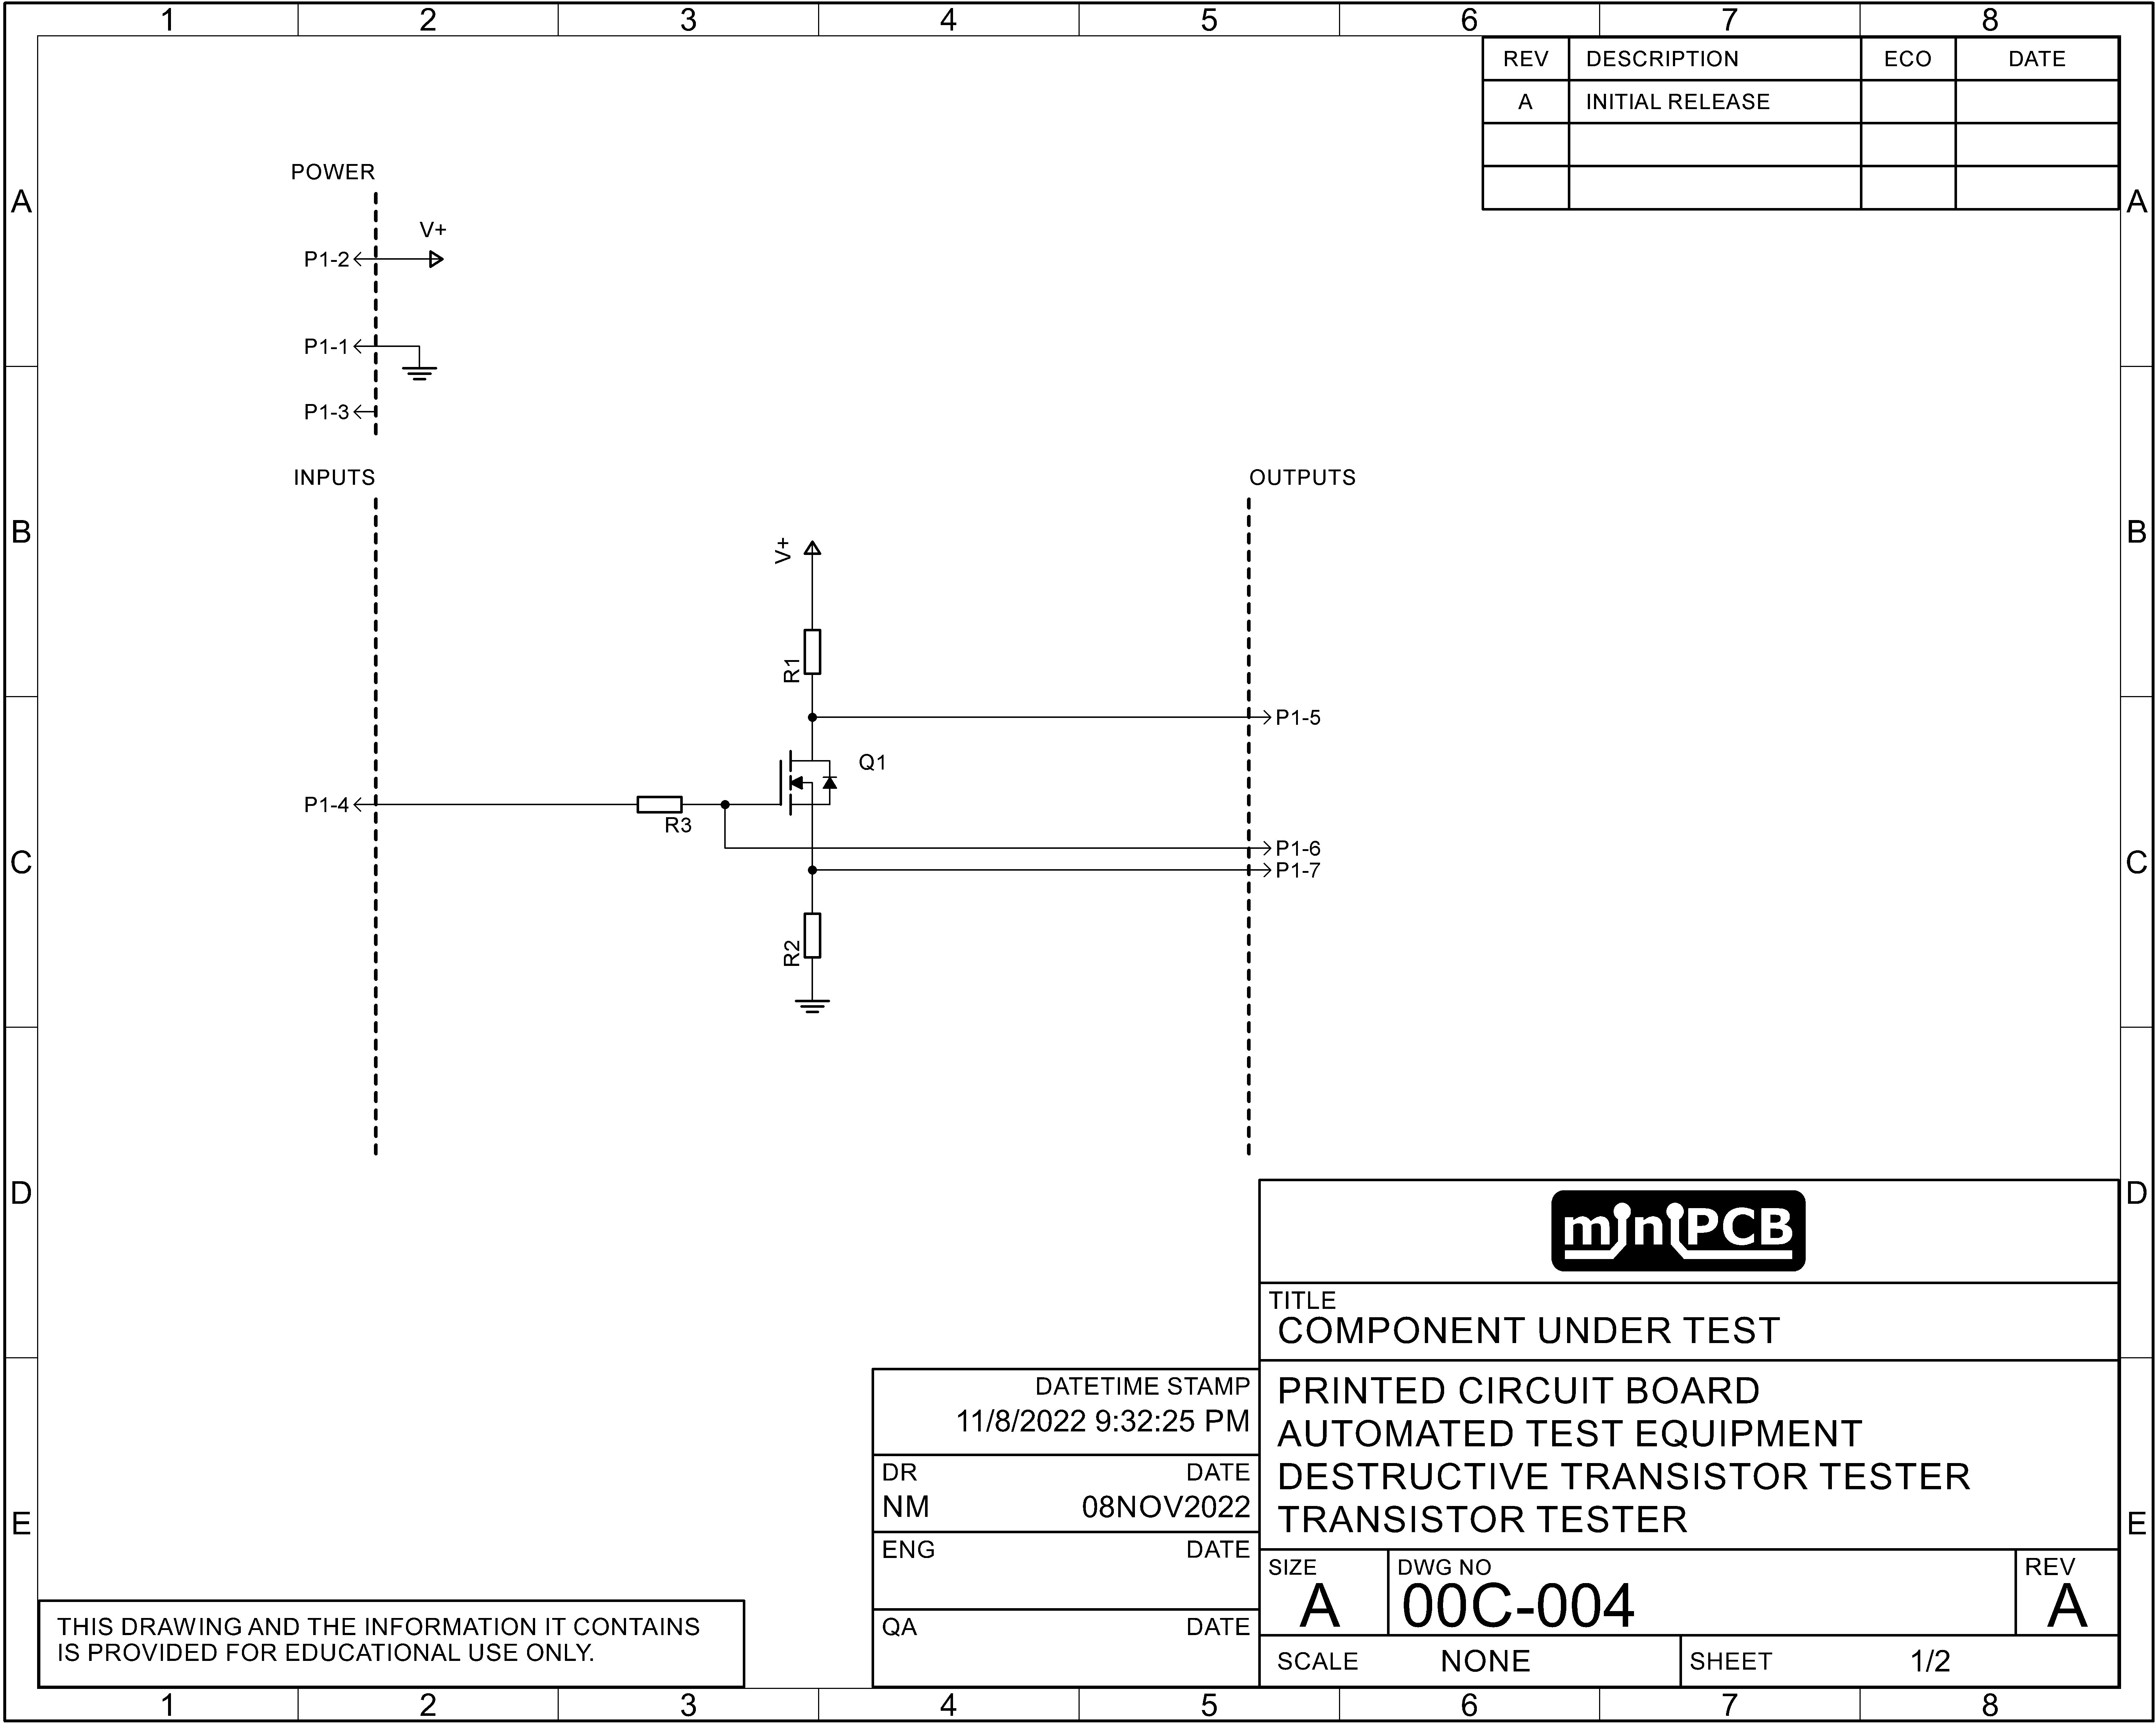 1 2 3 4 5 6 7 8
REV DESCRIPTION ECO DATE
A INITIAL RELEASE
POWER
A A
V+
P1-2
P1-1
P1-3
INPUTS OUTPUTS
B B
V+
R1
P1-5
Q1
P1-4
R3
P1-6
C C
P1-7
R2
D D
miniPCB
TITLE
COMPONENT UNDER TEST
DATETIME STAMP
11/8/2022 9:32:25 PM
PRINTED CIRCUIT BOARD
AUTOMATED TEST EQUIPMENT
DESTRUCTIVE TRANSISTOR TESTER
TRANSISTOR TESTER
DR DATE
NM 08NOV2022
E E
ENG DATE
SIZE DWG NO REV
A 00C-004 A
QA DATE
THIS DRAWING AND THE INFORMATION IT CONTAINS
IS PROVIDED FOR EDUCATIONAL USE ONLY.
SCALE NONE SHEET 1/2
1 2 3 4 5 6 7 8